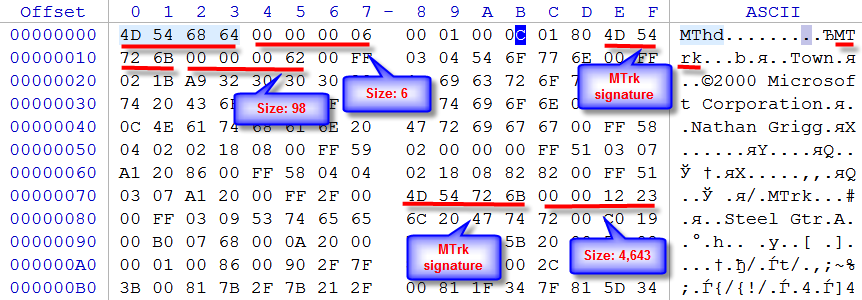 Offset 0 1 2 3 4 5 6 7 - 8 9 A B C D E F ASCII
00000000 4D 54 68 64 00 00 00 06 00 01 00 0C 01 80 4D 54 MThd.........ЂMT
00000010 72 6B 00 00 00 62 00 FF 03 04 54 6F 77 6E 00 FF rk...b.я..Town.я
00000020 02 1B A9 32 30 30 30 69 63 6F ..©2000 Microsof
00000030 74 20 43 74 69 6F 6E t Corporation.я.
00000040 0C 4E 61 74 68 61 6E 20 47 72 69 67 67 00 FF 58 .Nathan Grigg.яX
00000050 04 02 02 18 08 00 FF 59 02 00 00 00 FF 51 03 07 ......яY....яQ..
00000060 A1 20 86 00 FF 58 04 04 02 18 08 82 82 00 FF 51 Ў †.яX.....‚‚.яQ
00000070 03 07 A1 20 00 FF 2F 00 4D 54 72 6B 00 00 12 23 ..Ў .я/.MTrk...#
00000080 00 FF 03 09 53 74 65 65 6C 20 47 74 72 00 C0 19 .я..Steel Gtr.А.
00000090 00 B0 07 68 00 0A 20 00 5B 20 .°.h.. . .y..[ .].
000000A0 00 01 00 86 00 90 2F 7F 00 2C ...†.ђ/.ѓt/.,;~%
000000B0 3B 00 81 7B 2F 7B 21 2F 00 81 1F 34 7F 81 5D 34 ;.Ѓ{/{!/.Ѓ.4.Ѓ]4
Size: 98
Size: 6
MTrk
signature
MTrk
signature
Size: 4,643